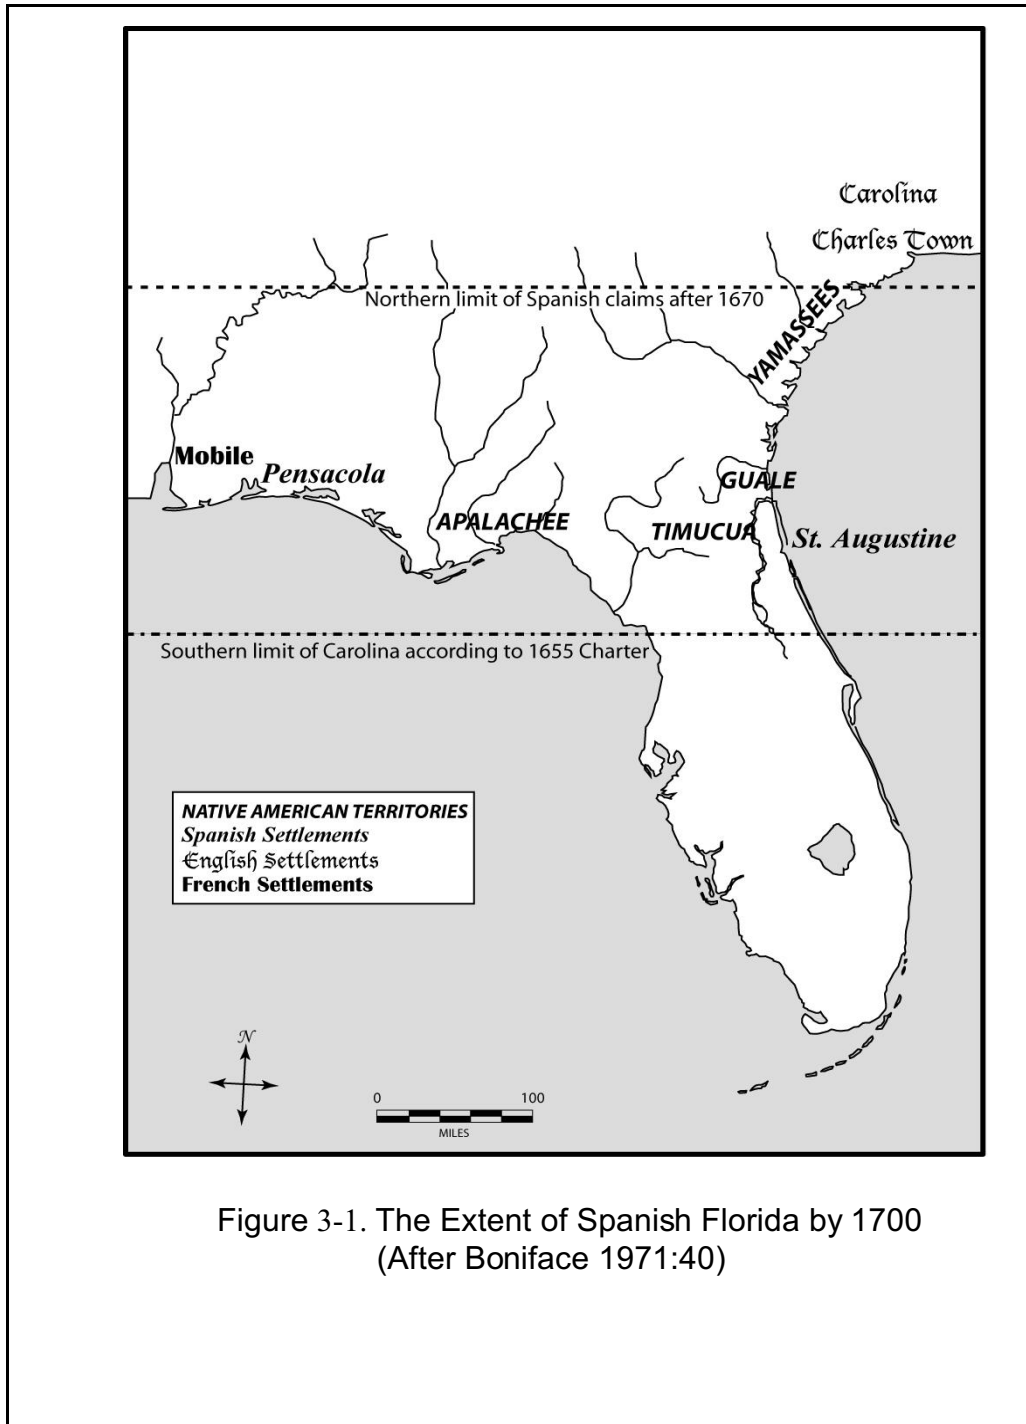 Carolina
Charles Town
Northern limit of Spanish claims after 1670
YAMASSEES
Mobile
Pensacola
GUALE
APALACHEE
TIMUCUA
St. Augustine
Southern limit of Carolina according to 1655 Charter
NATIVE AMERICAN TERRITORIES
Spanish Settlements
English Settlements
French Settlements
N
0 100
MILES
Figure 3-1. The Extent of Spanish Florida by 1700
(After Boniface 1971:40)